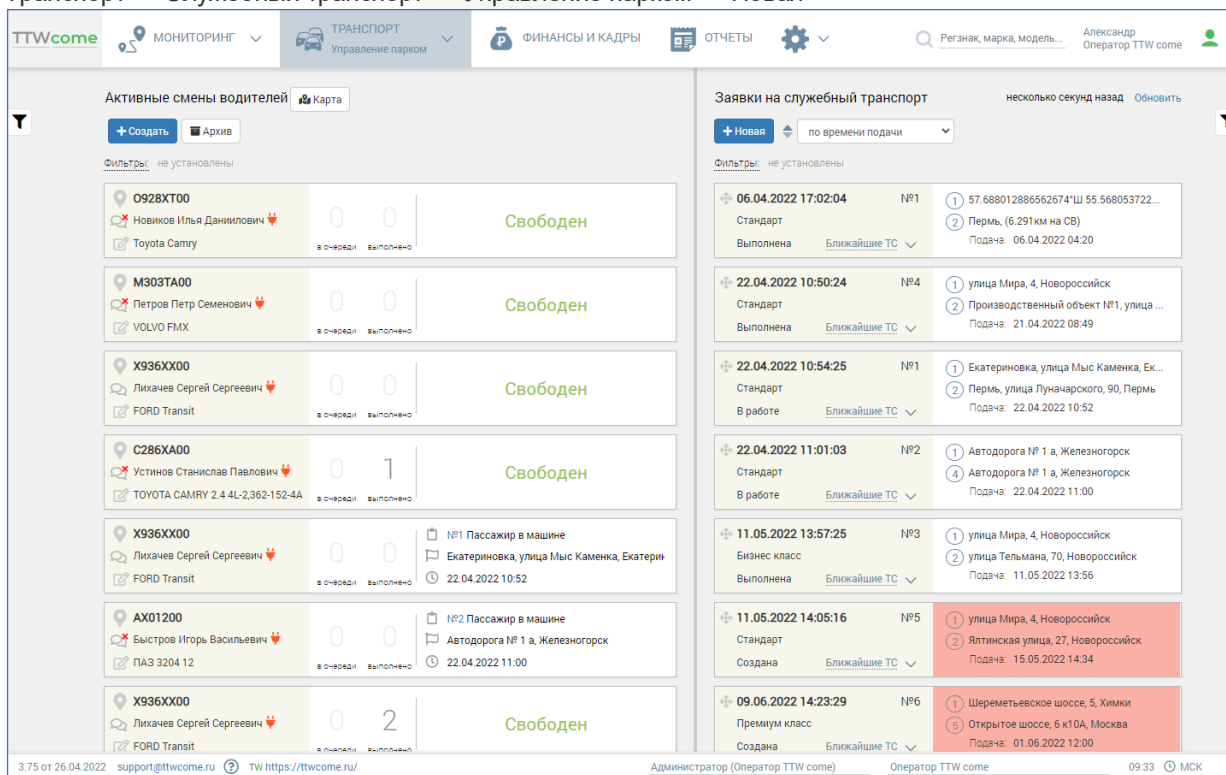 Транспорт — Служебный транспорт — Управление парком — Новая
TTWcome
МОНИТОРИНГ
ТРАНСПОРТ
Управление парком
ФИНАНСЫ И КАДРЫ
ОТЧЕТЫ
Регзнак, марка, модель...
Александр
Оператор TTW come
Активные смены водителей
Карта
Создать
Архив
Фильтры: не установлены
О928ХТ00
Новиков Илья Даниилович
Toyota Camry
0 0
в очереди выполнено
Свободен
М303ТА00
Петров Петр Семенович
VOLVO FMX
0 0
в очереди выполнено
Свободен
Х936ХХ00
Лихачев Сергей Сергеевич
FORD Transit
0 0
в очереди выполнено
Свободен
С286ХА00
Устинов Станислав Павлович
TOYOTA CAMRY 2.4 4L-2,362-152-4A
0 1
в очереди выполнено
Свободен
Х936ХХ00
Лихачев Сергей Сергеевич
FORD Transit
0 0
в очереди выполнено
№1 Пассажир в машине
Екатериновка, улица Мыс Каменка, Екатерин
22.04.2022 10:52
АХ01200
Быстров Игорь Васильевич
ПАЗ 3204 12
0 0
в очереди выполнено
№2 Пассажир в машине
Автодорога № 1 а, Железногорск
22.04.2022 11:00
Х936ХХ00
Лихачев Сергей Сергеевич
FORD Transit
0 2
в очереди выполнено
Свободен
Заявки на служебный транспорт
несколько секунд назад Обновить
Новая
по времени подачи
Фильтры: не установлены
06.04.2022 17:02:04 №1
Стандарт
Выполнена Ближайшие ТС
1 57.688012886562674°Ш 55.568053722...
2 Пермь, (6.291км на СВ)
Подача: 06.04.2022 04:20
22.04.2022 10:50:24 №4
Стандарт
Выполнена Ближайшие ТС
1 улица Мира, 4, Новороссийск
2 Производственный объект №1, улица ...
Подача: 21.04.2022 08:49
22.04.2022 10:54:25 №1
Стандарт
В работе Ближайшие ТС
1 Екатериновка, улица Мыс Каменка, Ек...
2 Пермь, улица Луначарского, 90, Пермь
Подача: 22.04.2022 10:52
22.04.2022 11:01:03 №2
Стандарт
В работе Ближайшие ТС
1 Автодорога № 1 а, Железногорск
4 Автодорога № 1 а, Железногорск
Подача: 22.04.2022 11:00
11.05.2022 13:57:25 №3
Бизнес класс
Выполнена Ближайшие ТС
1 улица Мира, 4, Новороссийск
2 улица Тельмана, 70, Новороссийск
Подача: 11.05.2022 13:56
11.05.2022 14:05:16 №5
Стандарт
Создана Ближайшие ТС
1 улица Мира, 4, Новороссийск
2 Ялтинская улица, 27, Новороссийск
Подача: 15.05.2022 14:34
09.06.2022 14:23:29 №6
Премиум класс
Создана Ближайшие ТС
1 Шереметьевское шоссе, 5, Химки
5 Открытое шоссе, 6 к10А, Москва
Подача: 01.06.2022 12:00
3.75 от 26.04.2022 support@ttwcome.ru TW https://ttwcome.ru/ Администратор (Оператор TTW come) Оператор TTW come 09:33 МСК